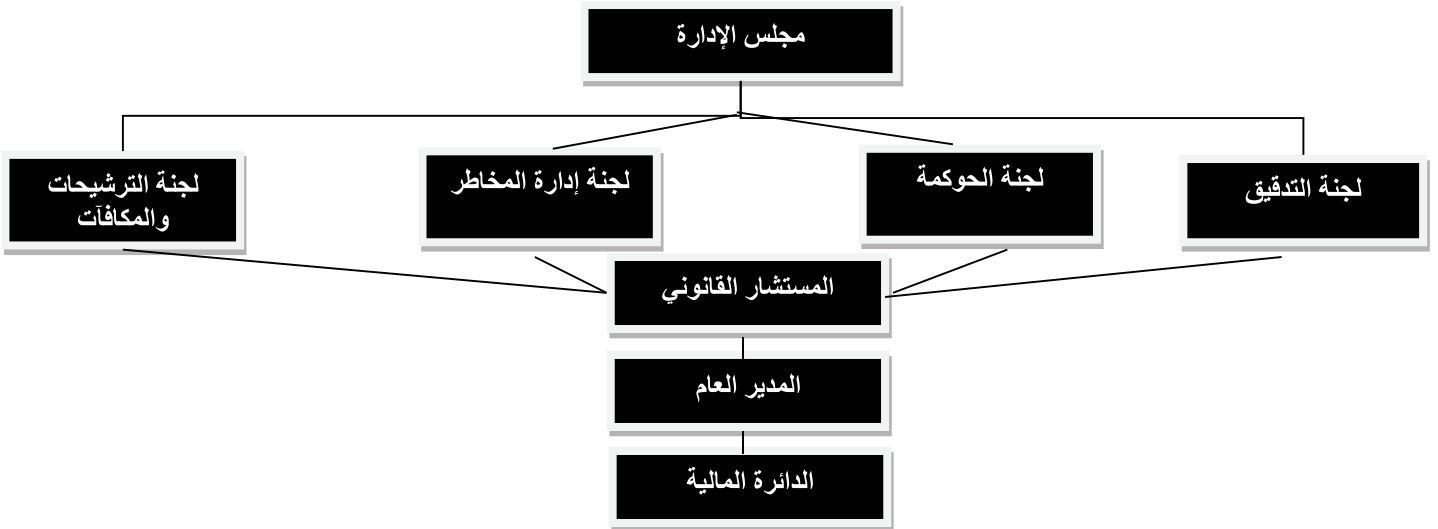 مجلس الإدارة
لجنة التدقيق
لجنة الحوكمة
لجنة إدارة المخاطر
لجنة الترشيحات
والمكافآت
المستشار القانوني
المدير العام
الدائرة المالية